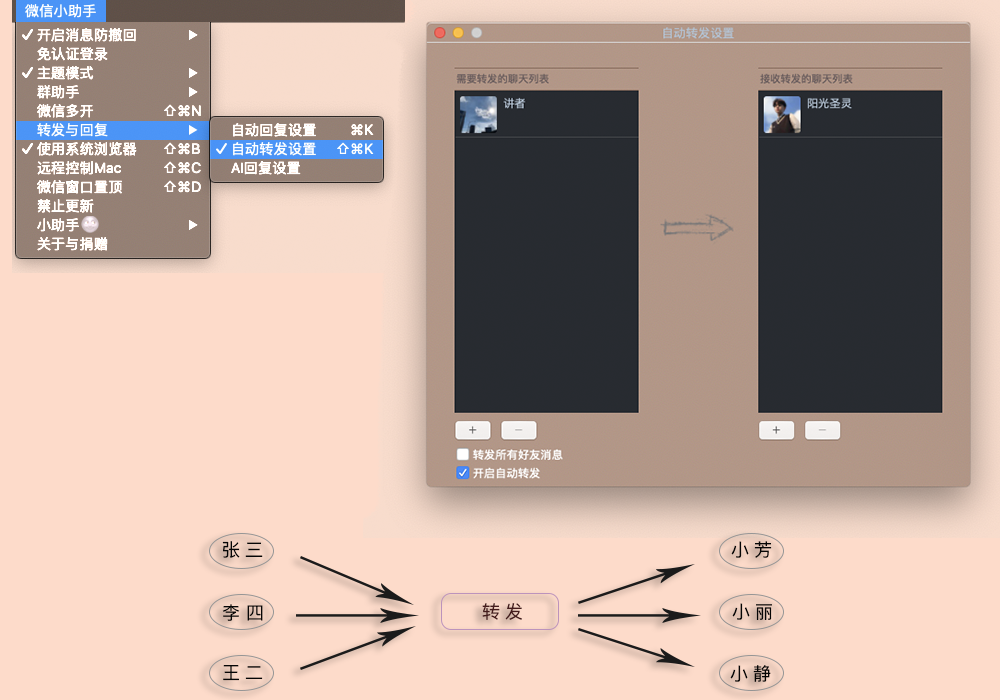 微信小助手
✓ 开启消息防撤回 ▶
免认证登录
✓ 主题模式 ▶
群助手 ▶
微信多开 ⇧⌘N
转发与回复 ▶
✓ 使用系统浏览器 ⇧⌘B
远程控制Mac ⇧⌘C
微信窗口置顶 ⇧⌘D
禁止更新
小助手 ▶
关于与捐赠
自动回复设置 ⌘K
✓ 自动转发设置 ⇧⌘K
AI回复设置
自动转发设置
需要转发的聊天列表
讲者
+ −
转发所有好友消息
✓ 开启自动转发
接收转发的聊天列表
阳光圣灵
+ −
张三
李四
王二
转发
小芳
小丽
小静